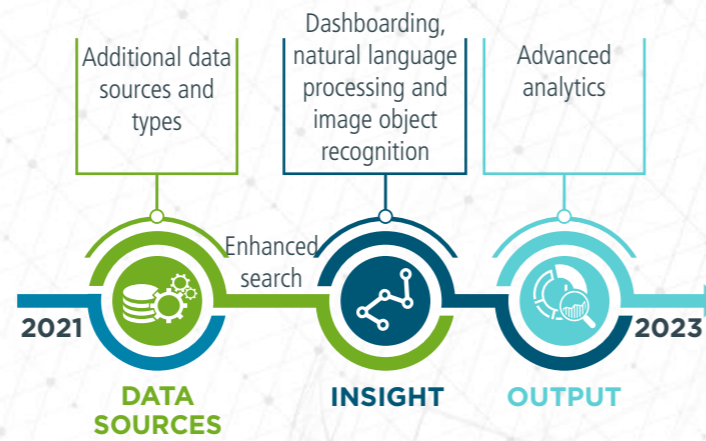 Additional data
sources and
types
Dashboarding,
natural language
processing and
image object
recognition
Advanced
analytics
Enhanced
search
2021
2023
DATA
SOURCES
INSIGHT
OUTPUT